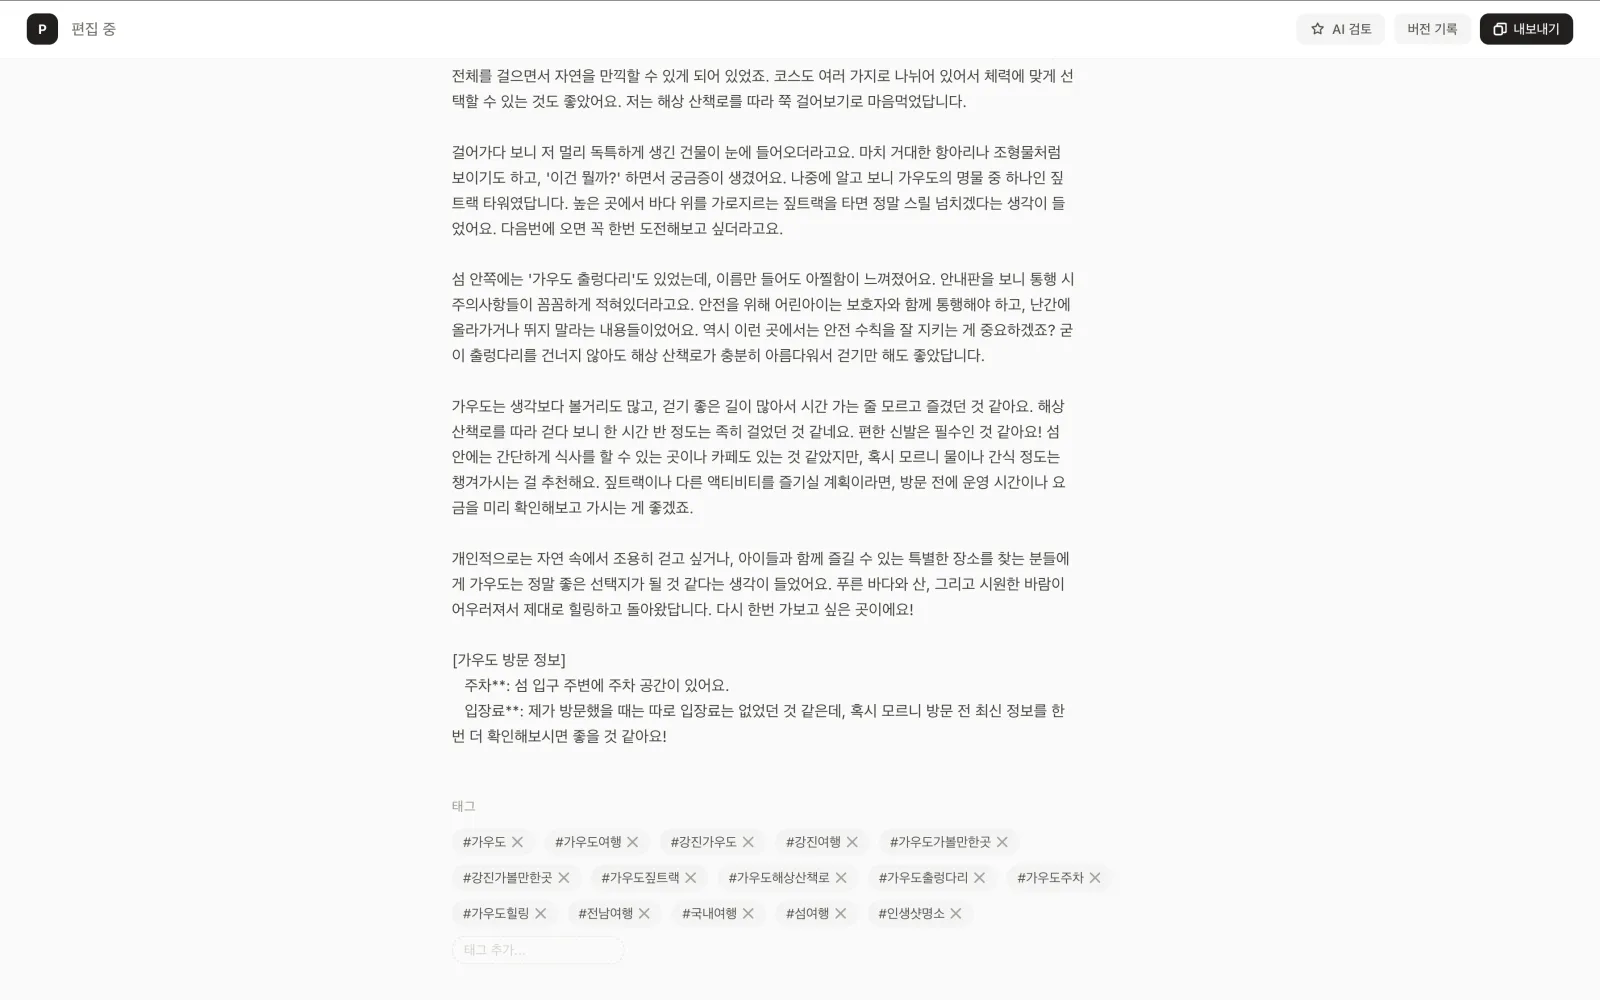 P 편집 중
AI 검토
버전 기록
내보내기
전체를 걸으면서 자연을 만끽할 수 있게 되어 있었죠. 코스도 여러 가지로 나뉘어 있어서 체력에 맞게 선
택할 수 있는 것도 좋았어요. 저는 해상 산책로를 따라 쭉 걸어보기로 마음먹었답니다.
걸어가다 보니 저 멀리 독특하게 생긴 건물이 눈에 들어오더라고요. 마치 거대한 항아리나 조형물처럼
보이기도 하고, '이건 뭘까?' 하면서 궁금증이 생겼어요. 나중에 알고 보니 가우도의 명물 중 하나인 짚
트랙 타워였답니다. 높은 곳에서 바다 위를 가로지르는 짚트랙을 타면 정말 스릴 넘치겠다는 생각이 들
었어요. 다음번에 오면 꼭 한번 도전해보고 싶더라고요.
섬 안쪽에는 '가우도 출렁다리'도 있었는데, 이름만 들어도 아찔함이 느껴졌어요. 안내판을 보니 통행 시
주의사항들이 꼼꼼하게 적혀있더라고요. 안전을 위해 어린아이는 보호자와 함께 통행해야 하고, 난간에
올라가거나 뛰지 말라는 내용들이었어요. 역시 이런 곳에서는 안전 수칙을 잘 지키는 게 중요하겠죠? 굳
이 출렁다리를 건너지 않아도 해상 산책로가 충분히 아름다워서 걷기만 해도 좋았답니다.
가우도는 생각보다 볼거리도 많고, 걷기 좋은 길이 많아서 시간 가는 줄 모르고 즐겼던 것 같아요. 해상
산책로를 따라 걷다 보니 한 시간 반 정도는 족히 걸었던 것 같네요. 편한 신발은 필수인 것 같아요! 섬
안에는 간단하게 식사를 할 수 있는 곳이나 카페도 있는 것 같았지만, 혹시 모르니 물이나 간식 정도는
챙겨가시는 걸 추천해요. 짚트랙이나 다른 액티비티를 즐기실 계획이라면, 방문 전에 운영 시간이나 요
금을 미리 확인해보고 가시는 게 좋겠죠.
개인적으로는 자연 속에서 조용히 걷고 싶거나, 아이들과 함께 즐길 수 있는 특별한 장소를 찾는 분들에
게 가우도는 정말 좋은 선택지가 될 것 같다는 생각이 들었어요. 푸른 바다와 산, 그리고 시원한 바람이
어우러져서 제대로 힐링하고 돌아왔답니다. 다시 한번 가보고 싶은 곳이에요!
[가우도 방문 정보]
주차**: 섬 입구 주변에 주차 공간이 있어요.
입장료**: 제가 방문했을 때는 따로 입장료는 없었던 것 같은데, 혹시 모르니 방문 전 최신 정보를 한
번 더 확인해보시면 좋을 것 같아요!
태그
#가우도 #가우도여행 #강진가우도 #강진여행 #가우도가볼만한곳
#강진가볼만한곳 #가우도짚트랙 #가우도해상산책로 #가우도출렁다리 #가우도주차
#가우도힐링 #전남여행 #국내여행 #섬여행 #인생샷명소
태그 추가...